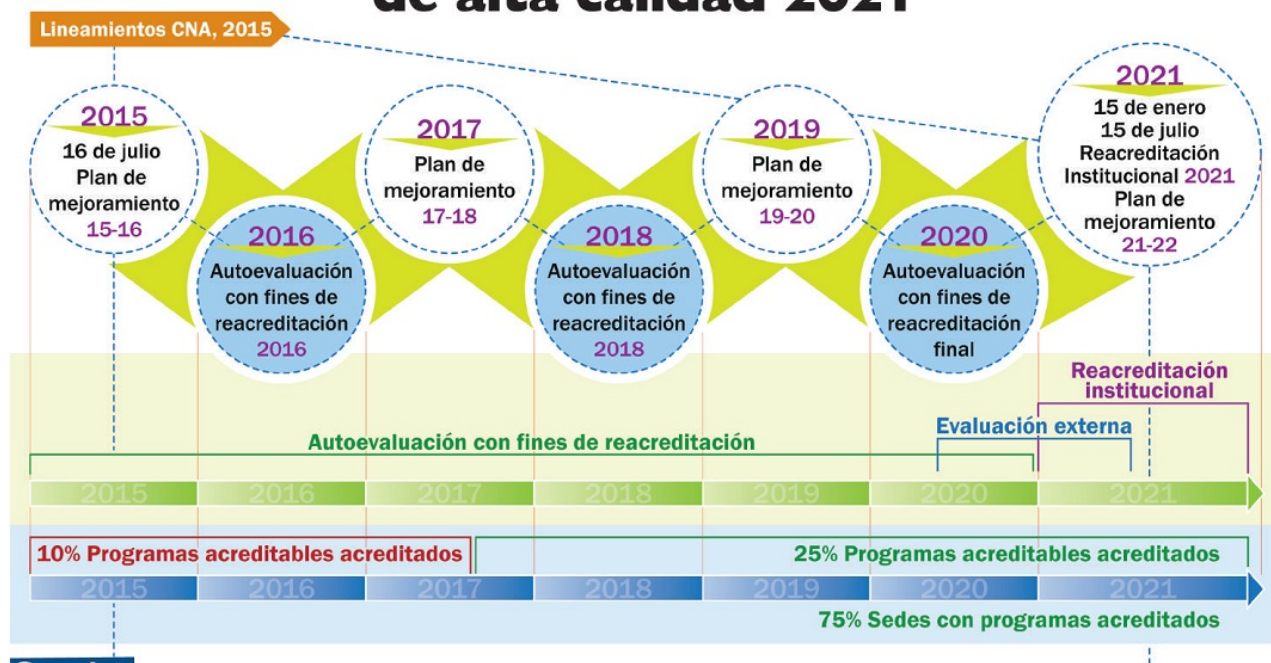 de alta calidad 2021
Lineamientos CNA, 2015
2015
16 de julio
Plan de
mejoramiento
15-16
2016
Autoevaluación
con fines de
reacreditación
2016
2017
Plan de
mejoramiento
17-18
2018
Autoevaluación
con fines de
reacreditación
2018
2019
Plan de
mejoramiento
19-20
2020
Autoevaluación
con fines de
reacreditación
final
2021
15 de enero
15 de julio
Reacreditación
Institucional 2021
Plan de
mejoramiento
21-22
Reacreditación
institucional
Evaluación externa
Autoevaluación con fines de reacreditación
2015 2016 2017 2018 2019 2020 2021
10% Programas acreditables acreditados
25% Programas acreditables acreditados
2015 2016 2017 2018 2019 2020 2021
75% Sedes con programas acreditados